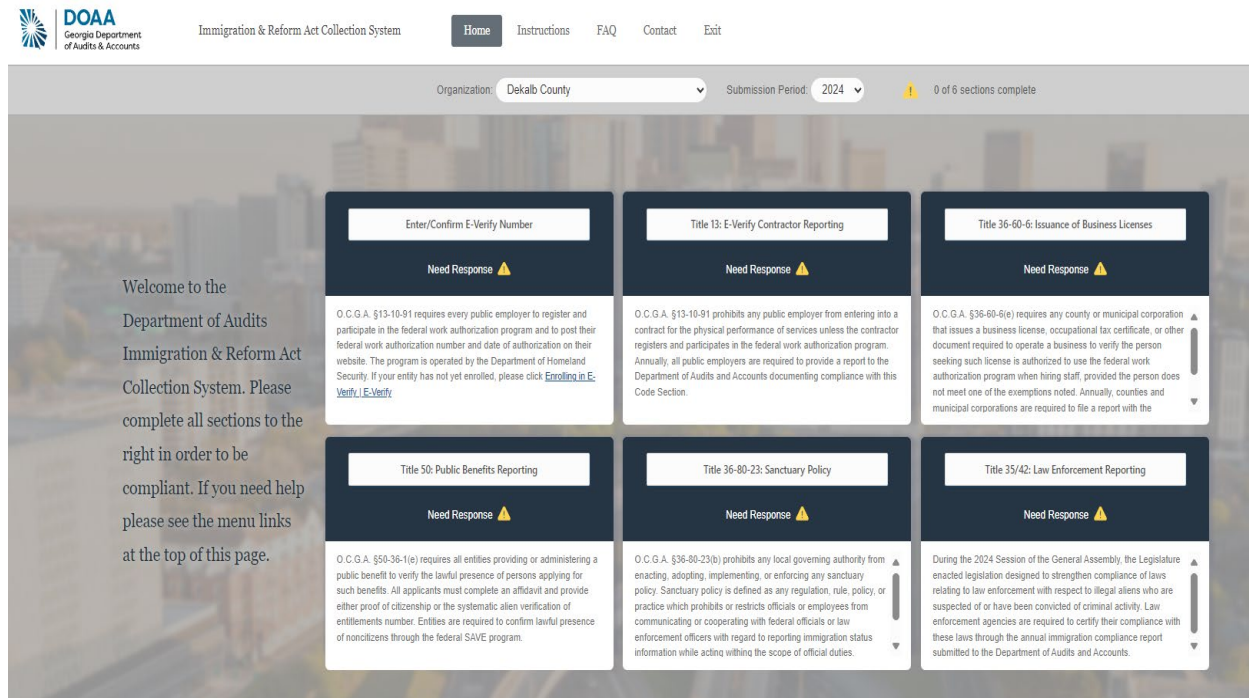 DOAA
Georgia Department
of Audits & Accounts
Immigration & Reform Act Collection System
Home
Instructions
FAQ
Contact
Exit
Organization:
Dekalb County
Submission Period:
2024
0 of 6 sections complete
Welcome to the
Department of Audits
Immigration & Reform Act
Collection System. Please
complete all sections to the
right in order to be
compliant. If you need help
please see the menu links
at the top of this page.
Enter/Confirm E-Verify Number
Need Response
O.C.G.A. §13-10-91 requires every public employer to register and
participate in the federal work authorization program and to post their
federal work authorization number and date of authorization on their
website. The program is operated by the Department of Homeland
Security. If your entity has not yet enrolled, please click Enrolling in E-
Verify | E-Verify
Title 13: E-Verify Contractor Reporting
Need Response
O.C.G.A. §13-10-91 prohibits any public employer from entering into a
contract for the physical performance of services unless the contractor
registers and participates in the federal work authorization program.
Annually, all public employers are required to provide a report to the
Department of Audits and Accounts documenting compliance with this
Code Section.
Title 36-60-6: Issuance of Business Licenses
Need Response
O.C.G.A. §36-60-6(e) requires any county or municipal corporation
that issues a business license, occupational tax certificate, or other
document required to operate a business to verify the person
seeking such license is authorized to use the federal work
authorization program when hiring staff, provided the person does
not meet one of the exemptions noted. Annually, counties and
municipal corporations are required to file a report with the
Title 50: Public Benefits Reporting
Need Response
O.C.G.A. §50-36-1(e) requires all entities providing or administering a
public benefit to verify the lawful presence of persons applying for
such benefits. All applicants must complete an affidavit and provide
either proof of citizenship or the systematic alien verification of
entitlements number. Entities are required to confirm lawful presence
of noncitizens through the federal SAVE program.
Title 36-80-23: Sanctuary Policy
Need Response
O.C.G.A. §36-80-23(b) prohibits any local governing authority from
enacting, adopting, implementing, or enforcing any sanctuary
policy. Sanctuary policy is defined as any regulation, rule, policy, or
practice which prohibits or restricts officials or employees from
communicating or cooperating with federal officials or law
enforcement officers with regard to reporting immigration status
information while acting withing the scope of official duties.
Title 35/42: Law Enforcement Reporting
Need Response
During the 2024 Session of the General Assembly, the Legislature
enacted legislation designed to strengthen compliance of laws
relating to law enforcement with respect to illegal aliens who are
suspected of or have been convicted of criminal activity. Law
enforcement agencies are required to certify their compliance with
these laws through the annual immigration compliance report
submitted to the Department of Audits and Accounts.